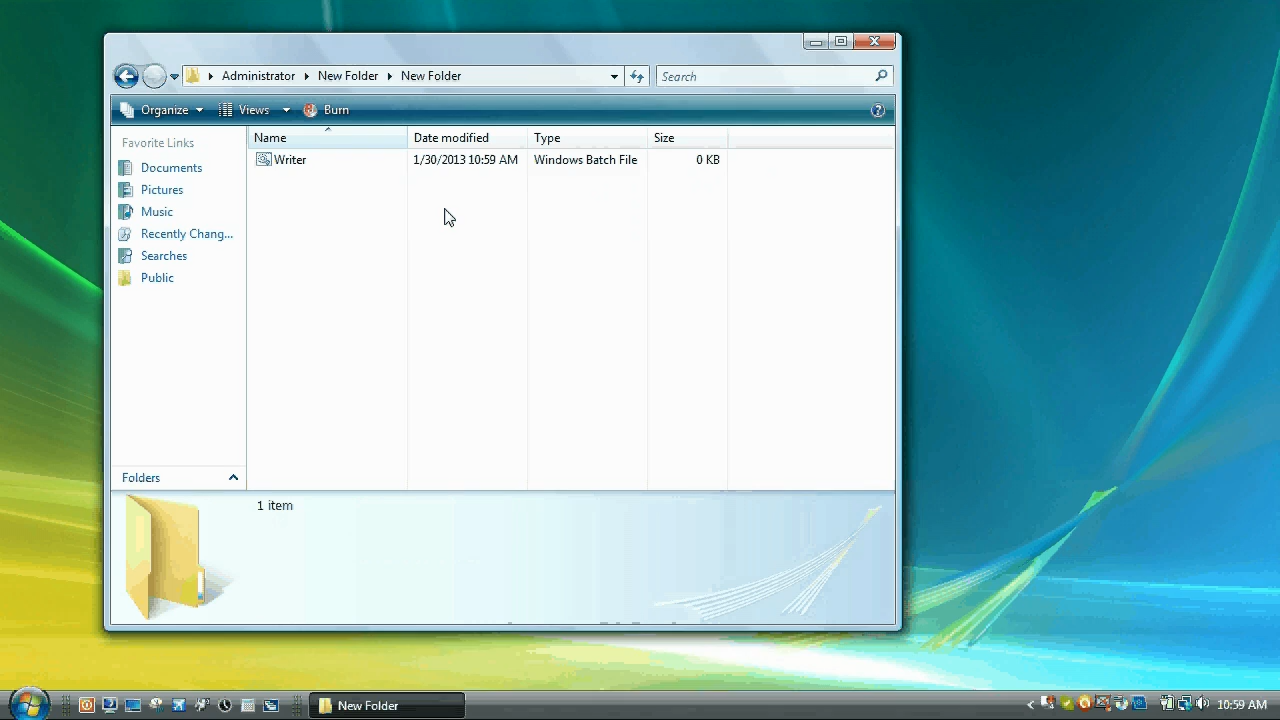 Administrator New Folder New Folder Search
Organize Views Burn ?
Favorite Links Name Date modified Type Size
Writer 1/30/2013 10:59 AM Windows Batch File 0 KB
Documents
Pictures
Music
Recently Chang...
Searches
Public
Folders
1 item
New Folder 10:59 AM